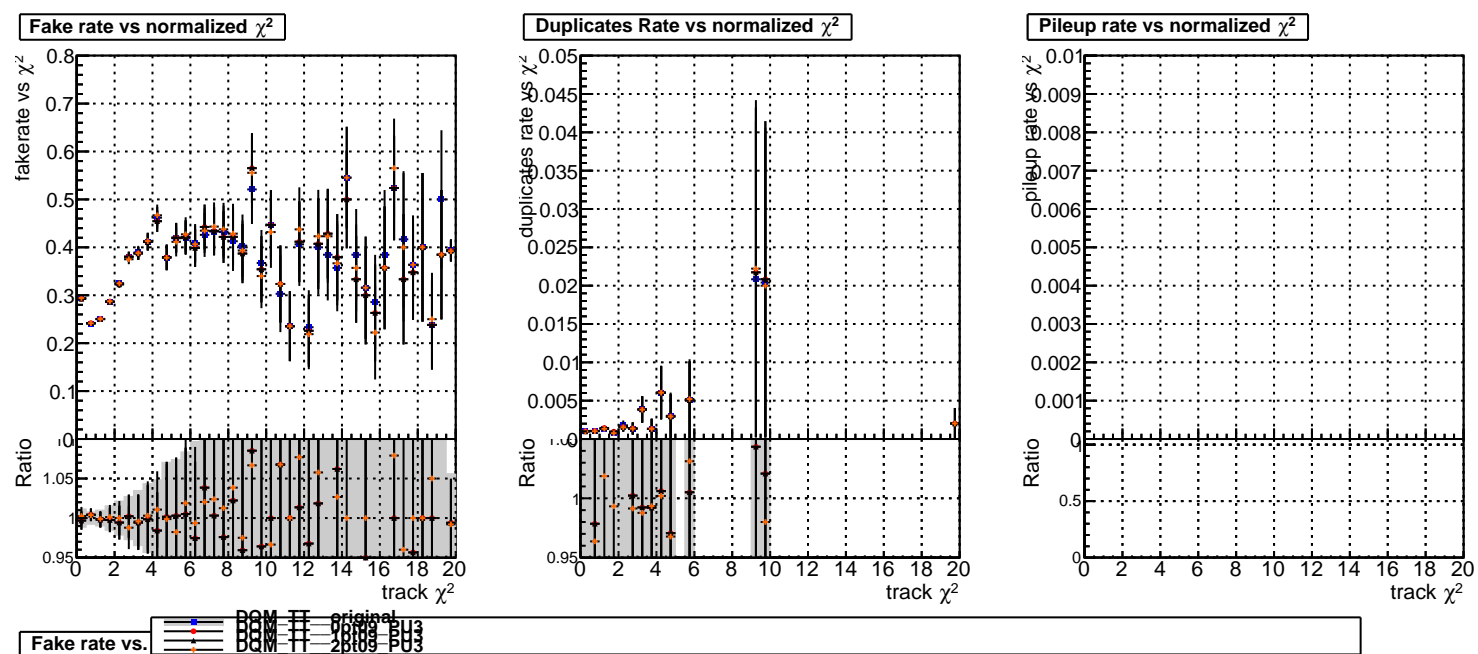 Fake rate vs normalized χ²
fakerate vs χ²
0.8
0.7
0.6
0.5
0.4
0.3
0.2
0.1
0
Ratio
1.05
1
0.95
0 2 4 6 8 10 12 14 16 18 20
track χ²
Duplicates Rate vs normalized χ²
duplicates rate vs χ²
0.05
0.045
0.04
0.035
0.03
0.025
0.02
0.015
0.01
0.005
0
Ratio
1
0.95
0 2 4 6 8 10 12 14 16 18 20
track χ²
Pileup rate vs normalized χ²
pileup rate vs χ²
0.01
0.009
0.008
0.007
0.006
0.005
0.004
0.003
0.002
0.001
0
Ratio
1
0.5
0
0 2 4 6 8 10 12 14 16 18 20
track χ²
Fake rate vs.
DQM_TT__original
DQM_TT__0pt09_PU3
DQM_TT__1pt09_PU3
DQM_TT__2pt09_PU3